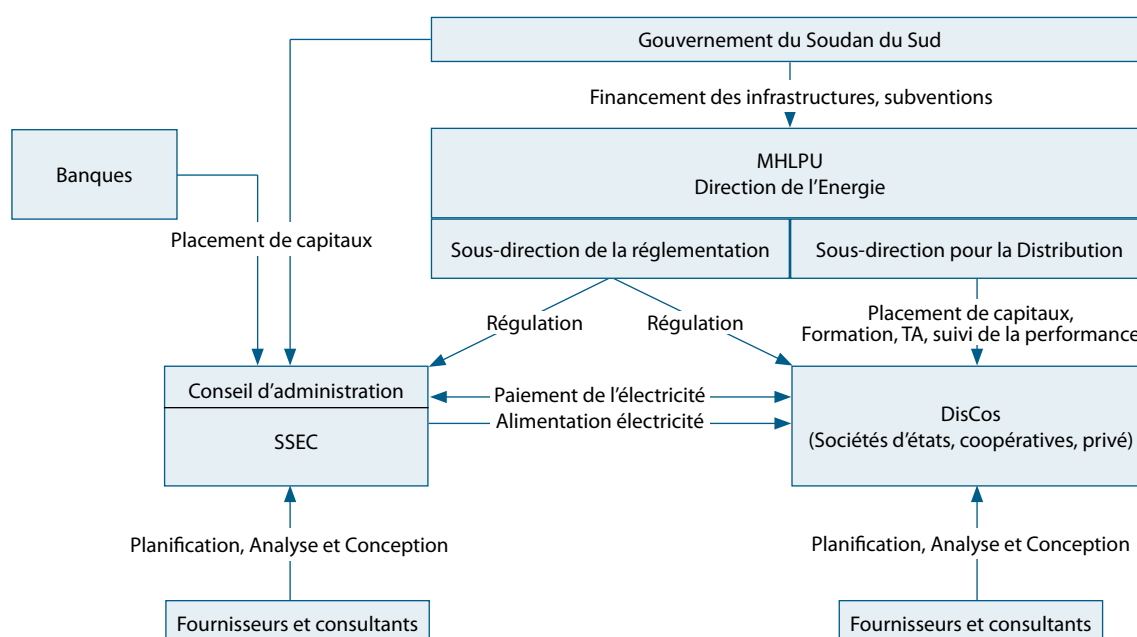 Gouvernement du Soudan du Sud
Financement des infrastructures, subventions
Banques
MHLPU
Direction de l'Energie
Placement de capitaux
Sous-direction de la réglementation
Sous-direction pour la Distribution
Régulation
Régulation
Placement de capitaux,
Formation, TA, suivi de la performance
Conseil d'administration
Paiement de l'électricité
Alimentation électricité
SSEC
DisCos
(Sociétés d'états, coopératives, privé)
Planification, Analyse et Conception
Planification, Analyse et Conception
Fournisseurs et consultants
Fournisseurs et consultants